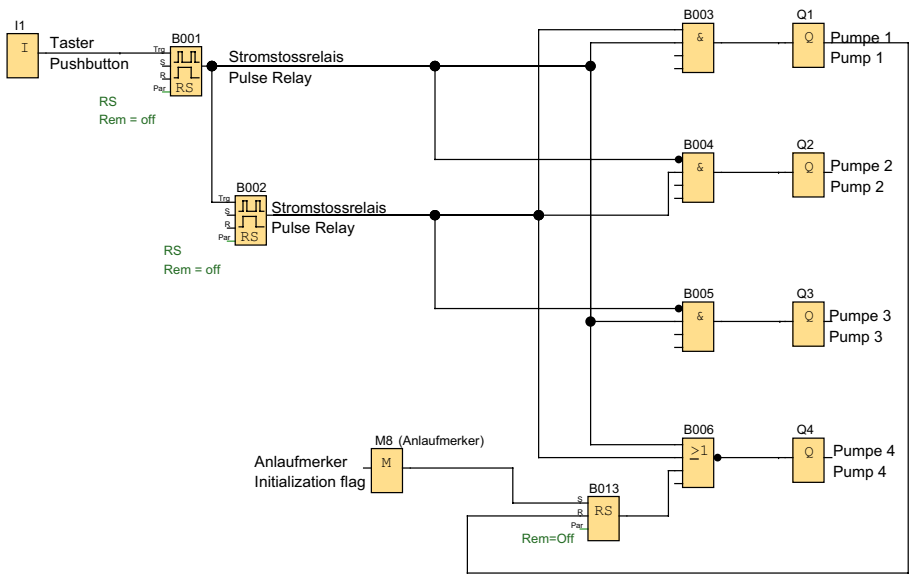 I1
I
Taster
Pushbutton
B001
Trg
S
R
Par
RS
RS
Rem = off
Stromstossrelais
Pulse Relay
B002
Trg
S
R
Par
RS
RS
Rem = off
Stromstossrelais
Pulse Relay
B003
&
Q1
Q
Pumpe 1
Pump 1
B004
&
Q2
Q
Pumpe 2
Pump 2
B005
&
Q3
Q
Pumpe 3
Pump 3
B006
≥1
Q4
Q
Pumpe 4
Pump 4
M8 (Anlaufmerker)
M
Anlaufmerker
Initialization flag
B013
S
R
Par
RS
Rem=Off